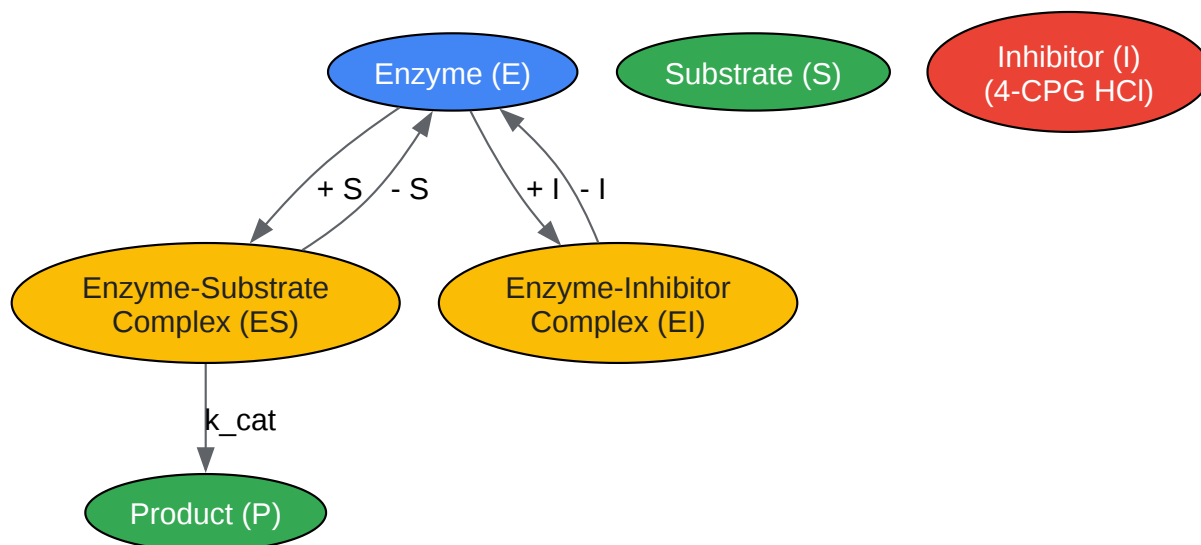 Enzyme (E)
Substrate (S)
Inhibitor (I)
(4-CPG HCl)
+ S
- S
+ I
- I
Enzyme-Substrate
Complex (ES)
Enzyme-Inhibitor
Complex (EI)
k_cat
Product (P)